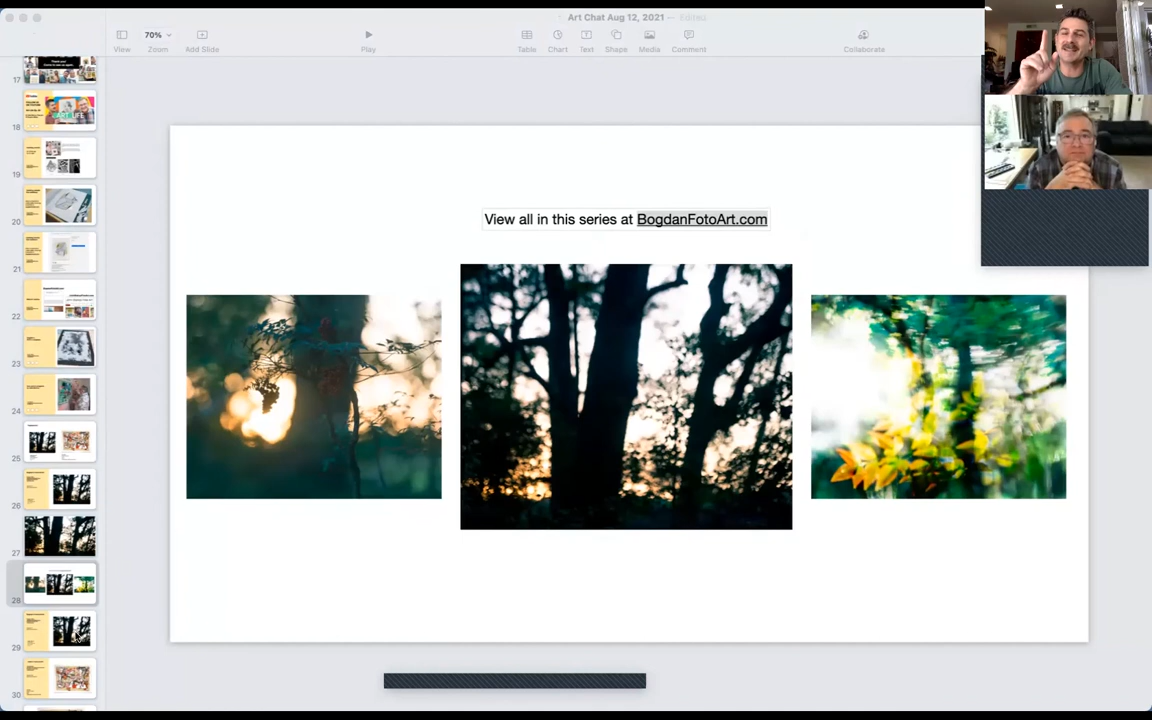 Art Chat Aug 12, 2021 — Edited
70%
View
Zoom
Add Slide
Play
Table
Chart
Text
Shape
Media
Comment
Collaborate
17
18
19
20
21
22
23
24
25
26
27
28
29
30
View all in this series at BogdanFotoArt.com